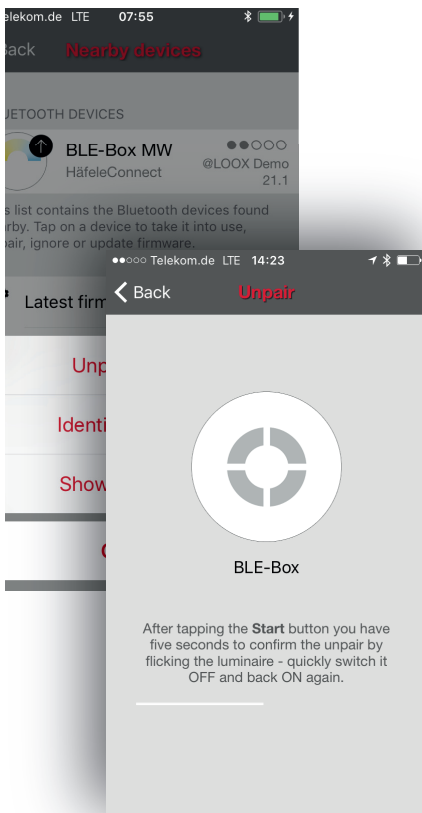 elekom.de LTE 07:55
Back Nearby devices
UETOOTH DEVICES
BLE-Box MW
HäfeleConnect
@LOOX Demo
21.1
s list contains the Bluetooth devices found
arby. Tap on a device to take it into use,
pair, ignore or update firmware.
Latest firm
Unp
Identi
Show
Telekom.de LTE 14:23
Back Unpair
BLE-Box
After tapping the Start button you have
five seconds to confirm the unpair by
flicking the luminaire - quickly switch it
OFF and back ON again.